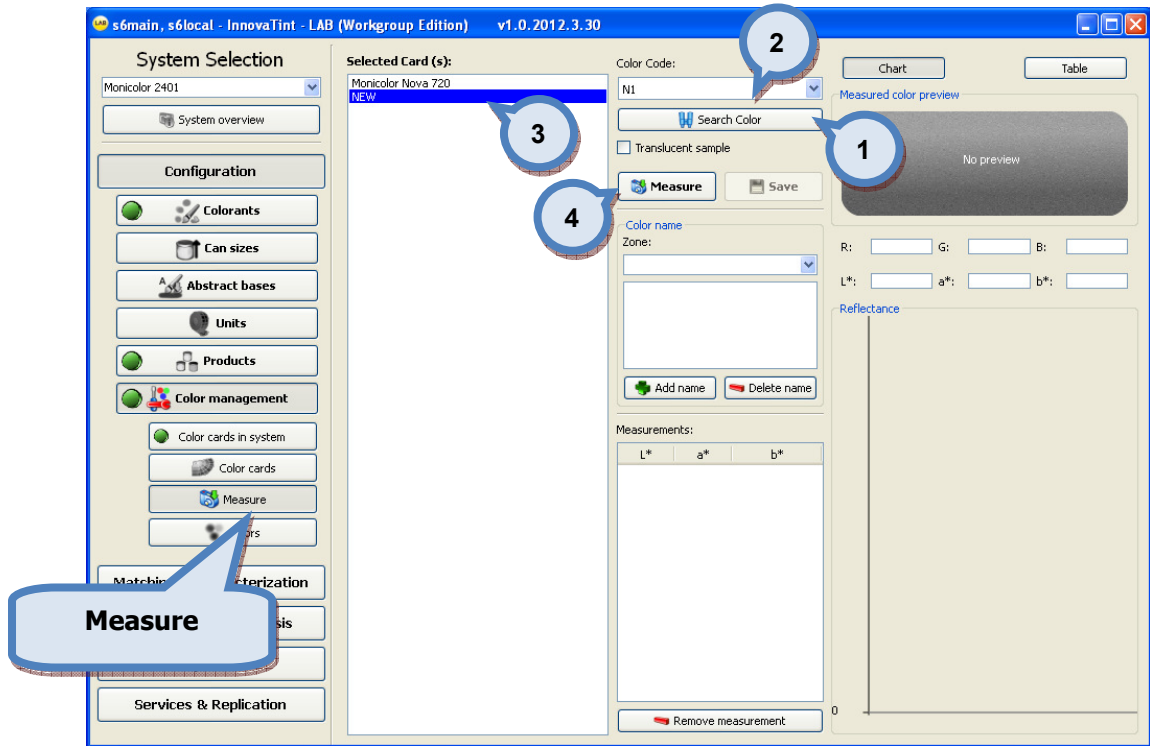 s6main, s6local - InnovaTint - LAB (Workgroup Edition) v1.0.2012.3.30
System Selection
Monicolor 2401
System overview
Configuration
Colorants
Can sizes
Abstract bases
Units
Products
Color management
Color cards in system
Color cards
Measure
ors
Measure
sis
Services & Replication
Selected Card (s):
Monicolor Nova 720
NEW
3
Color Code:
2
N1
Search Color
1
Translucent sample
Measure
Save
4
Color name
Zone:
Add name
Delete name
Measurements:
L* a* b*
Remove measurement
Chart
Table
Measured color preview
No preview
R: G: B:
L*: a*: b*:
Reflectance
0